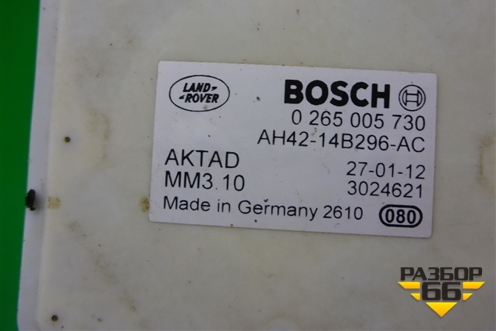 LAND-
-ROVER
BOSCH
0 265 005 730
AH42-14B296-AC
AKTAD
27-01-12
MM3.10
3024621
Made in Germany 2610
080
РАЗБОР
66